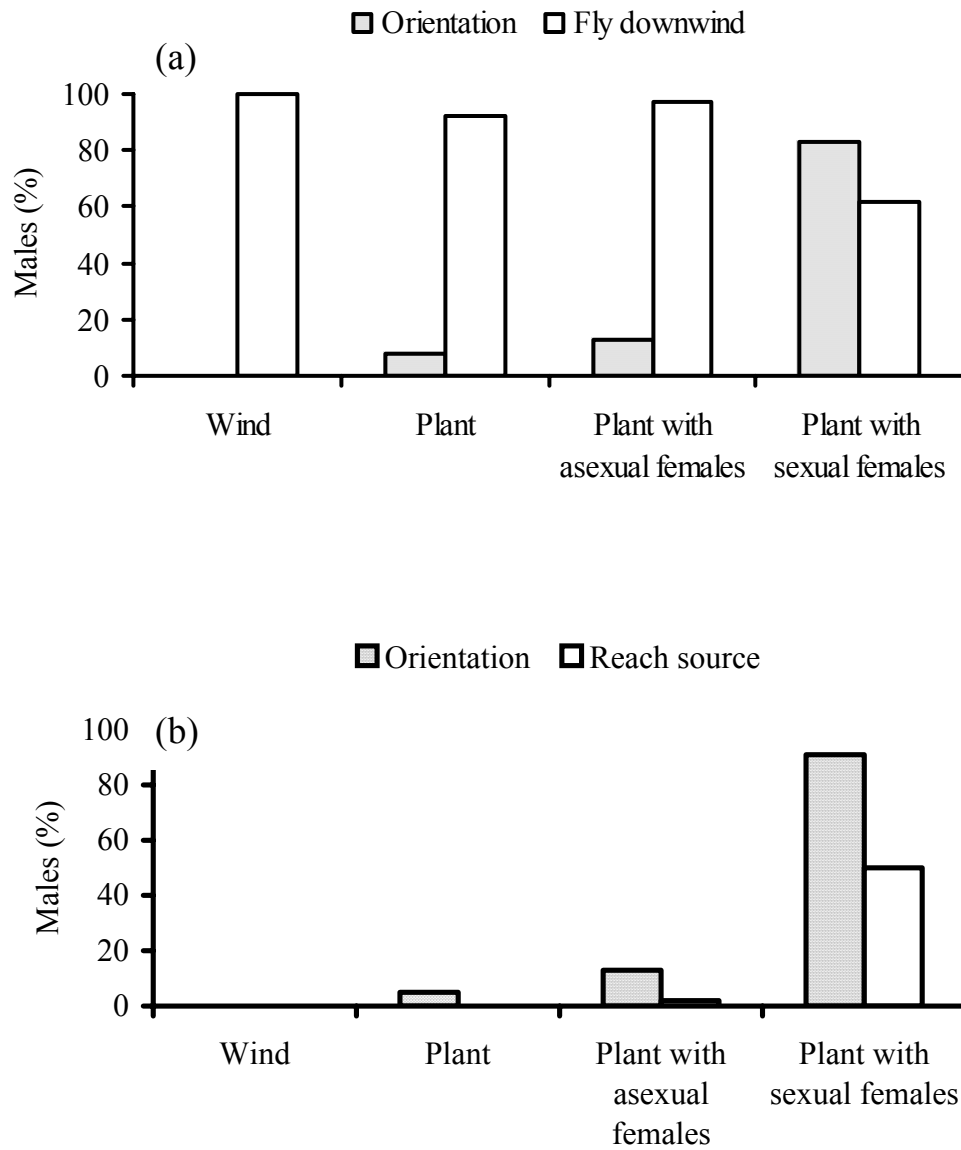 Orientation Fly downwind
(a)
100
80
60
40
20
0
Males (%)
Wind Plant Plant with Plant with
asexual females sexual females
Orientation Reach source
(b)
100
80
60
40
20
0
Males (%)
Wind Plant Plant with Plant with
asexual sexual females
females